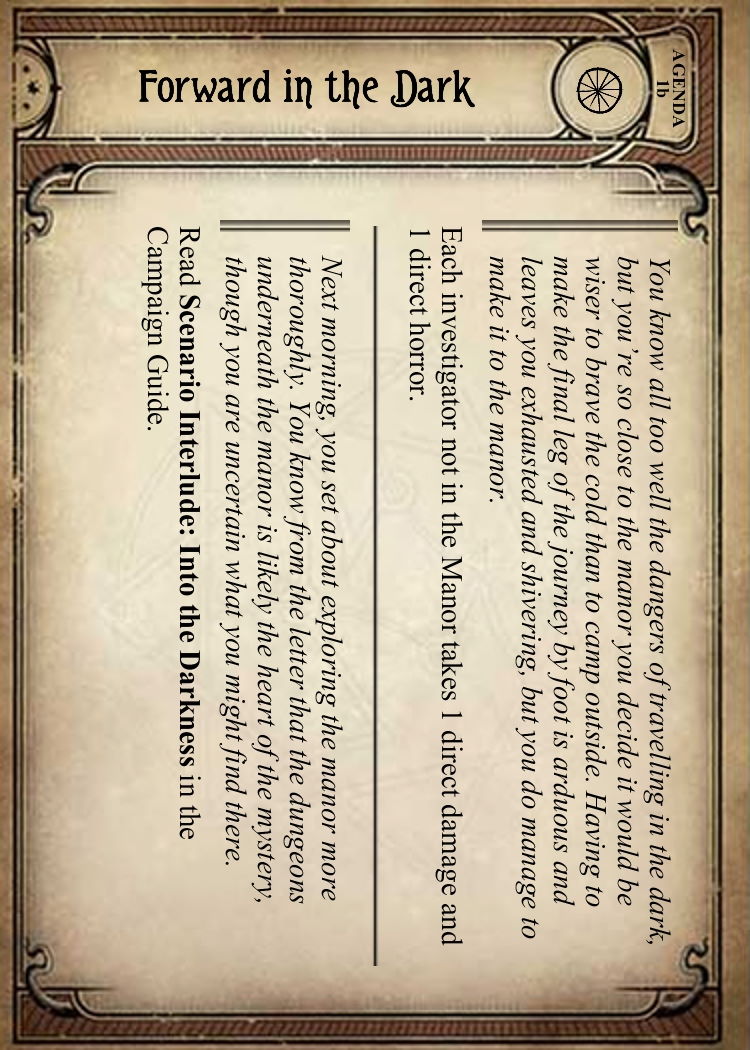 AGENDA
1b
Forward in the Dark
You know all too well the dangers of travelling in the dark,
but you're so close to the manor you decide it would be
wiser to brave the cold than to camp outside. Having to
make the final leg of the journey by foot is arduous and
leaves you exhausted and shivering, but you do manage to
make it to the manor.
Each investigator not in the Manor takes 1 direct damage and
1 direct horror.
Next morning, you set about exploring the manor more
thoroughly. You know from the letter that the dungeons
underneath the manor is likely the heart of the mystery,
though you are uncertain what you might find there.
Read Scenario Interlude: Into the Darkness in the
Campaign Guide.